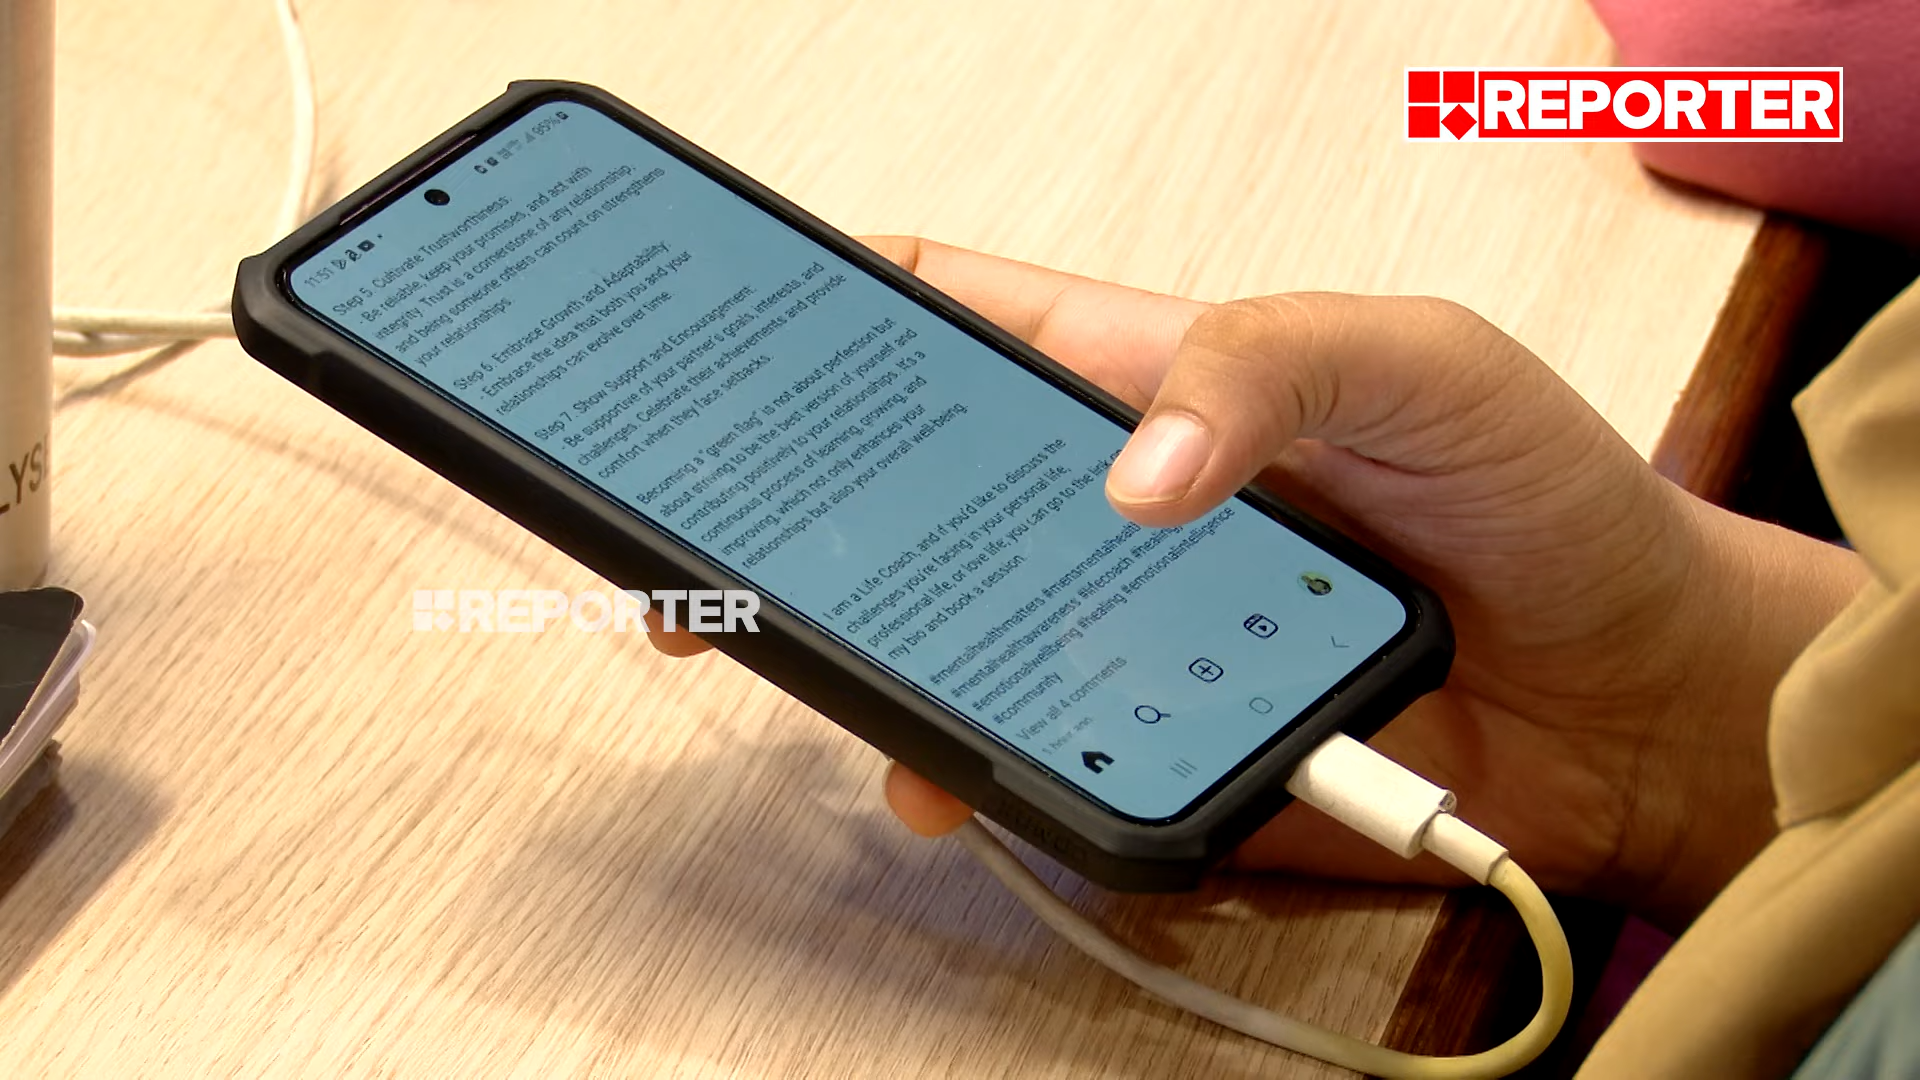 REPORTER
11:51
95%
Step 5: Cultivate Trustworthiness:
- Be reliable, keep your promises, and act with
integrity. Trust is a cornerstone of any relationship,
and being someone others can count on strengthens
your relationships.
Step 6: Embrace Growth and Adaptability:
- Embrace the idea that both you and your
relationships can evolve over time.
Step 7: Show Support and Encouragement:
- Be supportive of your partner's goals, interests, and
challenges. Celebrate their achievements and provide
comfort when they face setbacks.
Becoming a "green flag" is not about perfection but
about striving to be the best version of yourself and
contributing positively to your relationships. It's a
continuous process of learning, growing, and
improving, which not only enhances your
relationships but also your overall well-being.
I am a Life Coach, and if you'd like to discuss the
challenges you're facing in your personal life,
professional life, or love life, you can go to the link
my bio and book a session.
#mentalhealthmatters #mensmentalhealth
#mentalhealthawareness #lifecoach #healing
#emotionalwellbeing #healing #emotionalintelligence
#community
View all 4 comments
1 hour ago
REPORTER
LYS